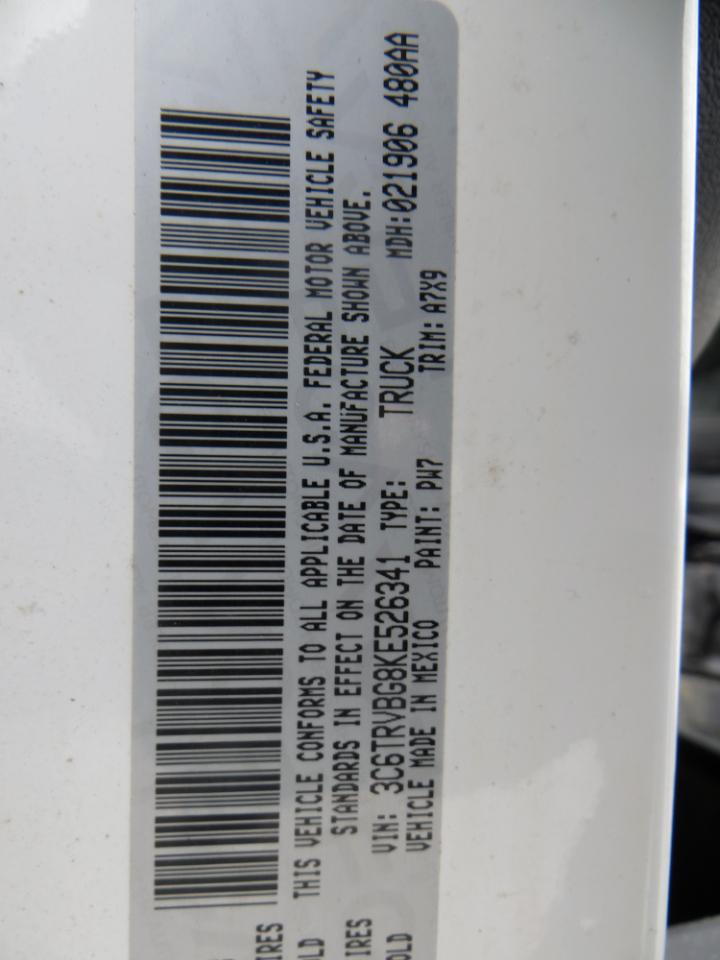 THIS VEHICLE CONFORMS TO ALL APPLICABLE U.S.A. FEDERAL MOTOR VEHICLE SAFETY
STANDARDS IN EFFECT ON THE DATE OF MANUFACTURE SHOWN ABOVE.
VIN: 3C6TRVBG8KE526341 TYPE: TRUCK MDH:021906 480AA
VEHICLE MADE IN MEXICO PAINT: PW7 TRIM: A7X9
IRES
LD
IRES
OLD